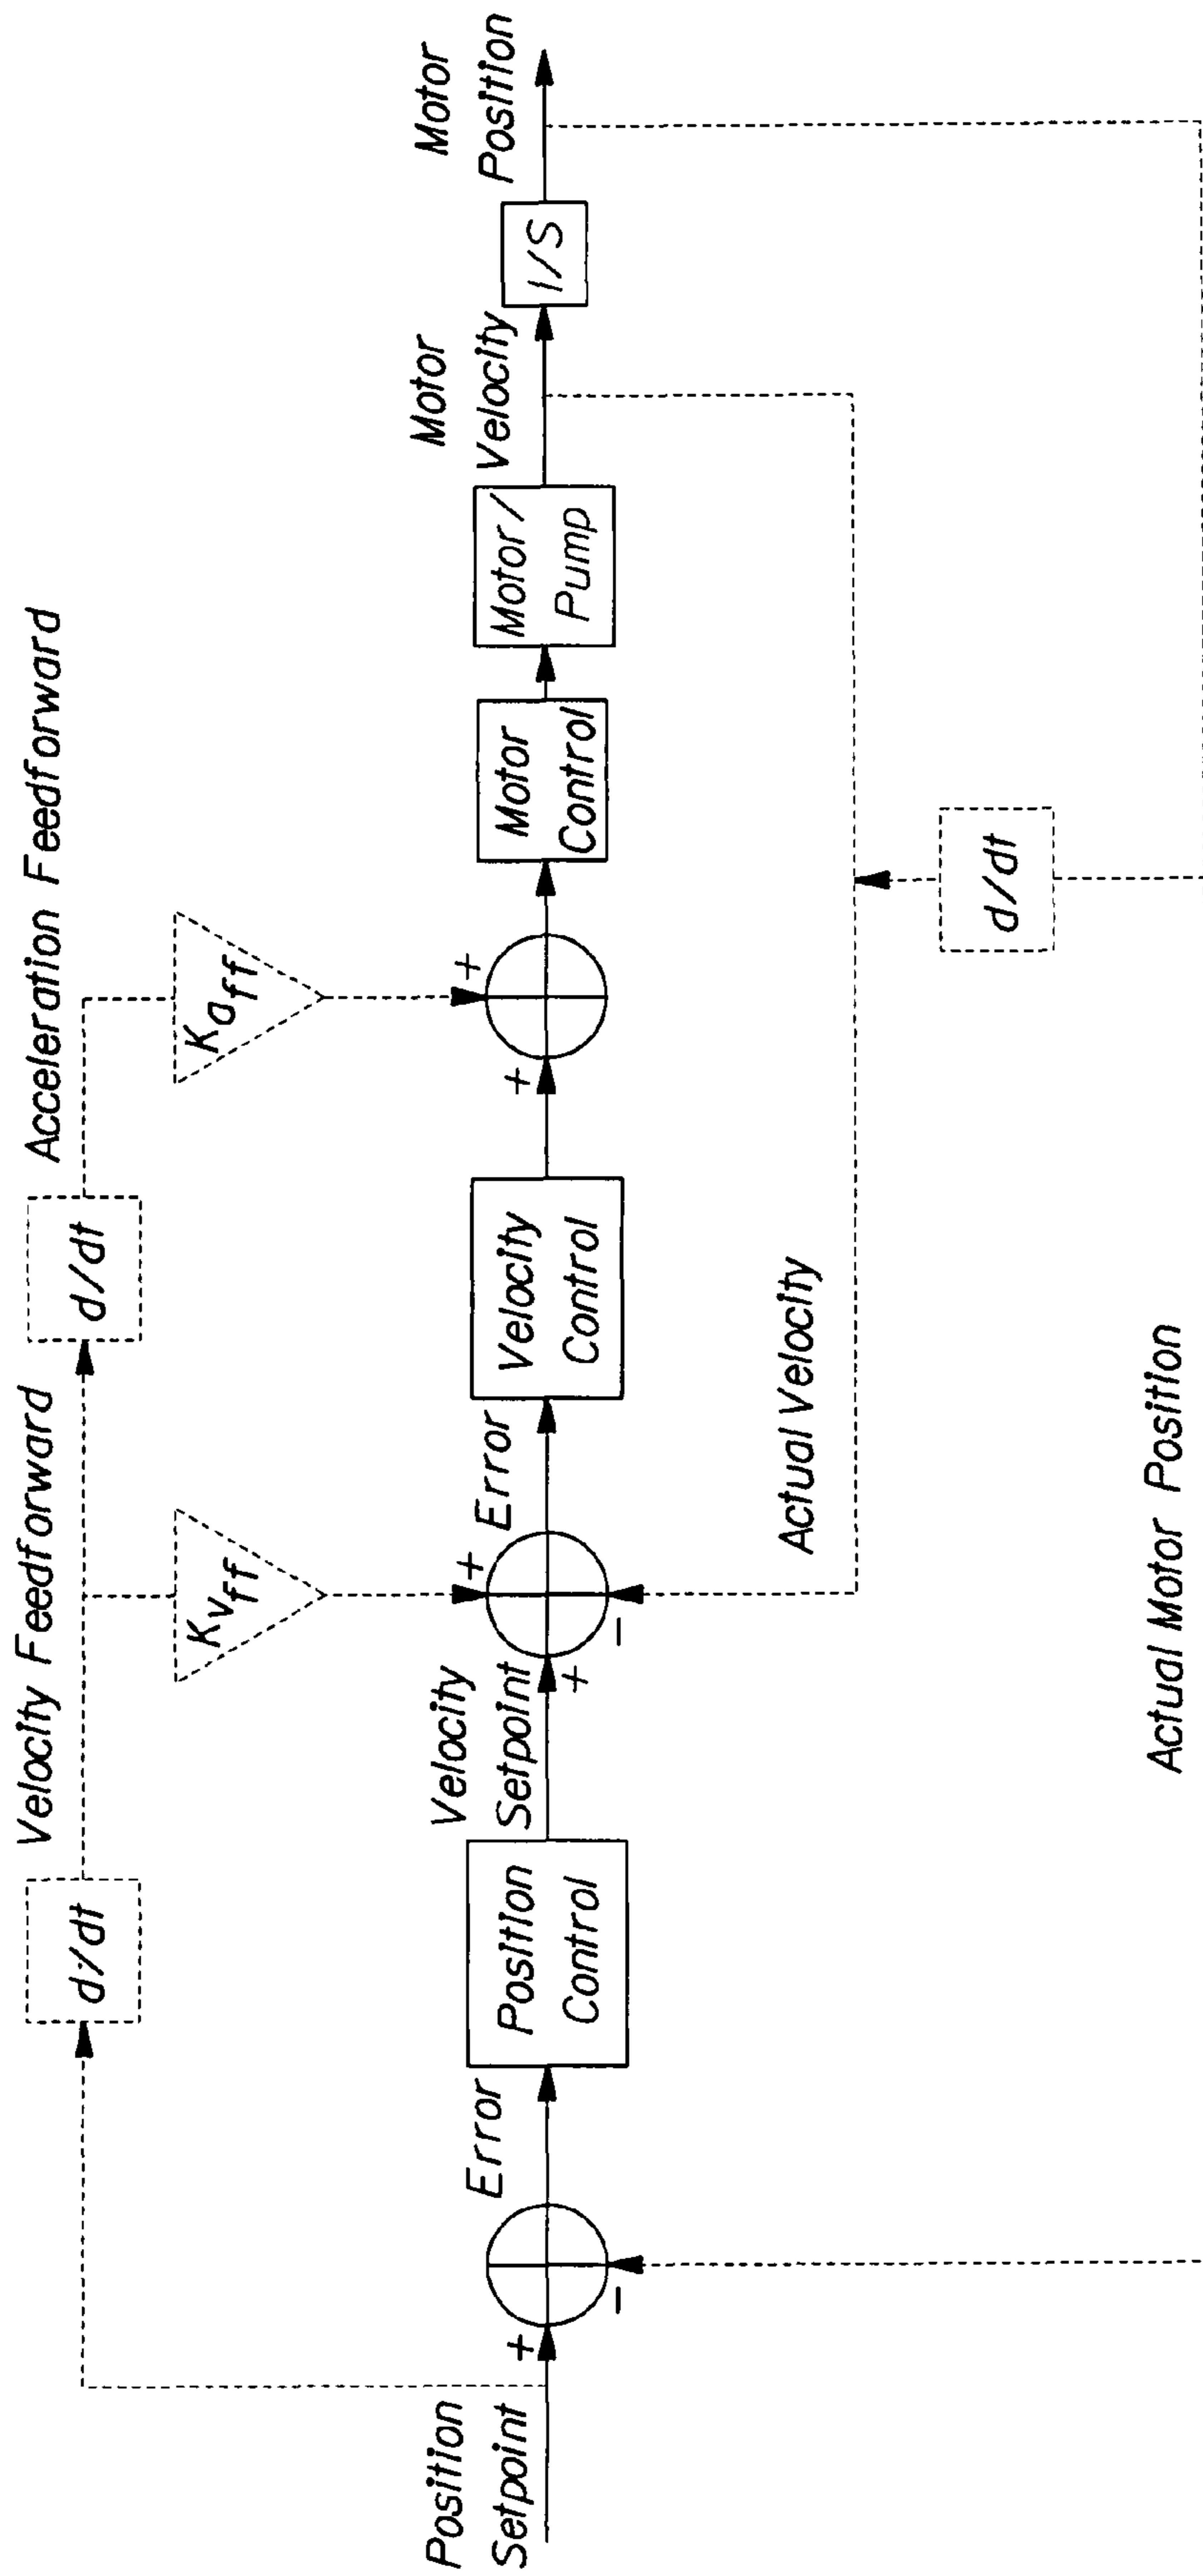 Velocity Feedforward
Acceleration Feedforward
d/dt
d/dt
Kvff
Kaff
Position
Setpoint
+
-
Error
Position
Control
Velocity
Setpoint
+
+
-
Error
Velocity
Control
+
+
Motor
Control
Motor/
Pump
Motor
Velocity
1/S
Motor
Position
Actual Velocity
d/dt
Actual Motor Position